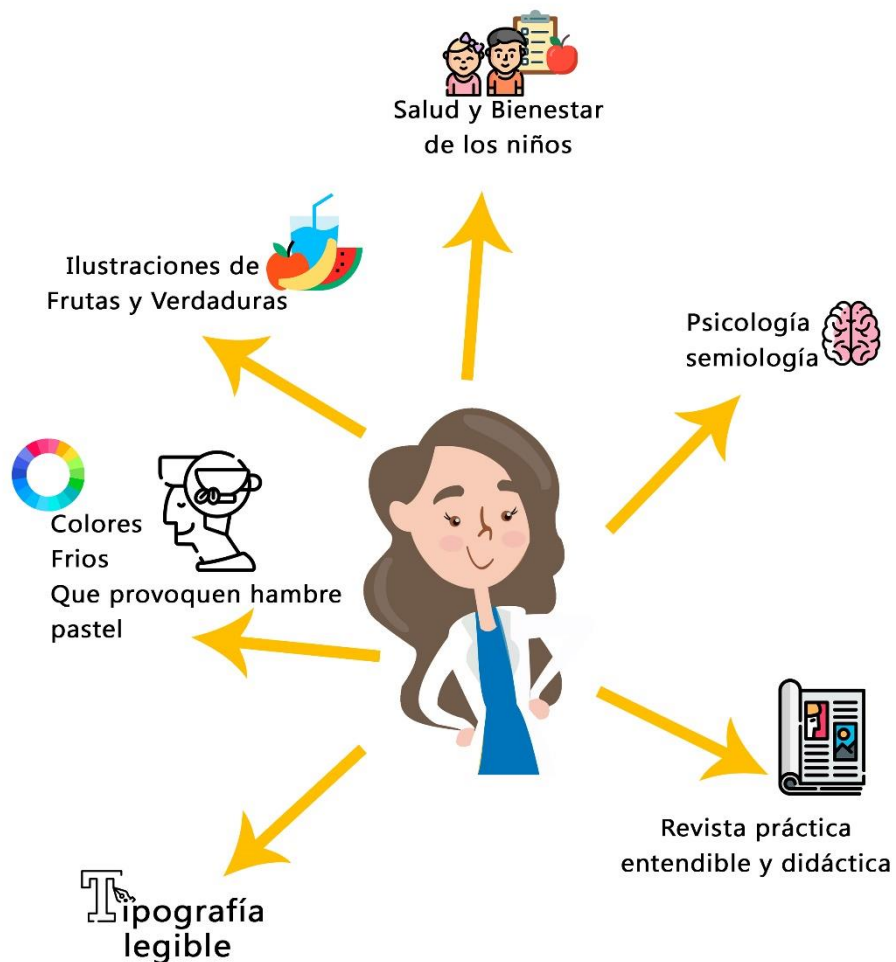 Salud y Bienestar
de los niños
Ilustraciones de
Frutas y Verdaduras
Psicología
semiología
Colores
Frios
Que provoquen hambre
pastel
Revista práctica
entendible y didáctica
Tipografía
legible